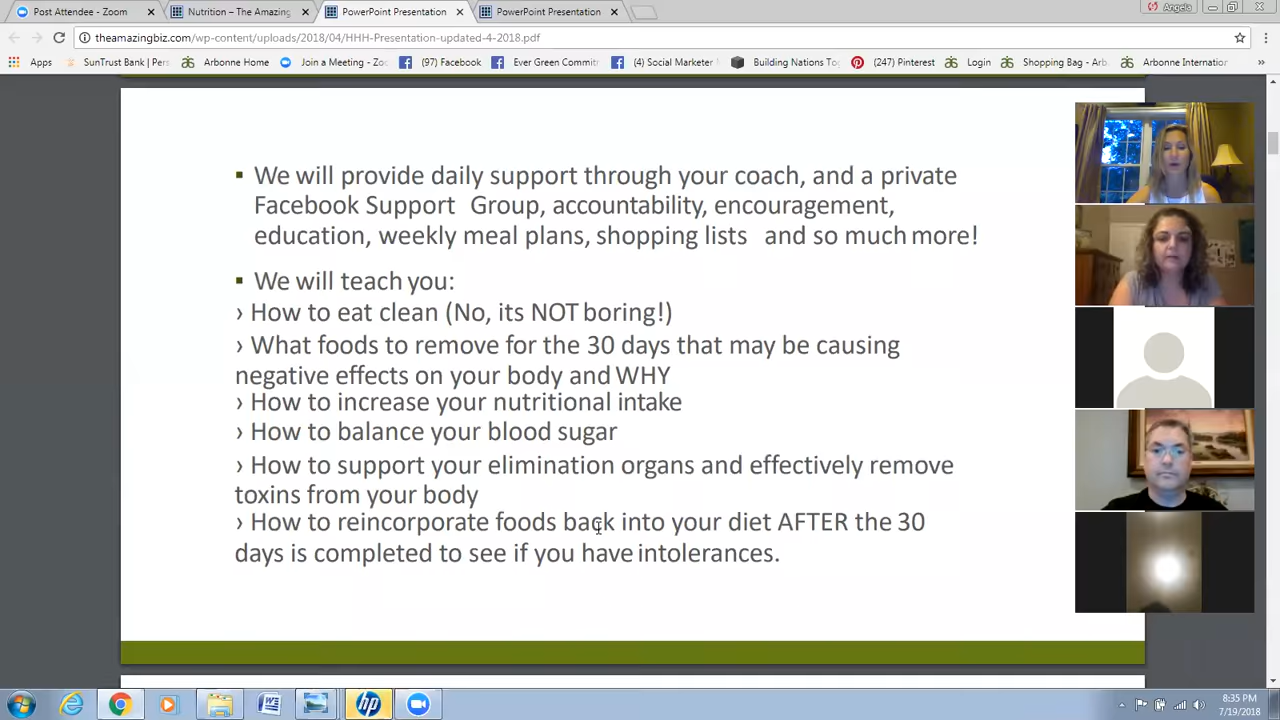 Post Attendee - Zoom
Nutrition – The Amazing
PowerPoint Presentation
PowerPoint Presentation
Angela
theamazingbiz.com/wp-content/uploads/2018/04/HHH-Presentation-updated-4-2018.pdf
Apps
SunTrust Bank | Pers
Arbonne Home
Join a Meeting - Zoo
(97) Facebook
Ever Green Commit
(4) Social Marketer
Building Nations To
(247) Pinterest
Login
Shopping Bag - Arb
Arbonne Internation
»
▪ We will provide daily support through your coach, and a private
Facebook Support Group, accountability, encouragement,
education, weekly meal plans, shopping lists and so much more!
▪ We will teach you:
› How to eat clean (No, its NOT boring!)
› What foods to remove for the 30 days that may be causing
negative effects on your body and WHY
› How to increase your nutritional intake
› How to balance your blood sugar
› How to support your elimination organs and effectively remove
toxins from your body
› How to reincorporate foods back into your diet AFTER the 30
days is completed to see if you have intolerances.
8:35 PM
7/19/2018